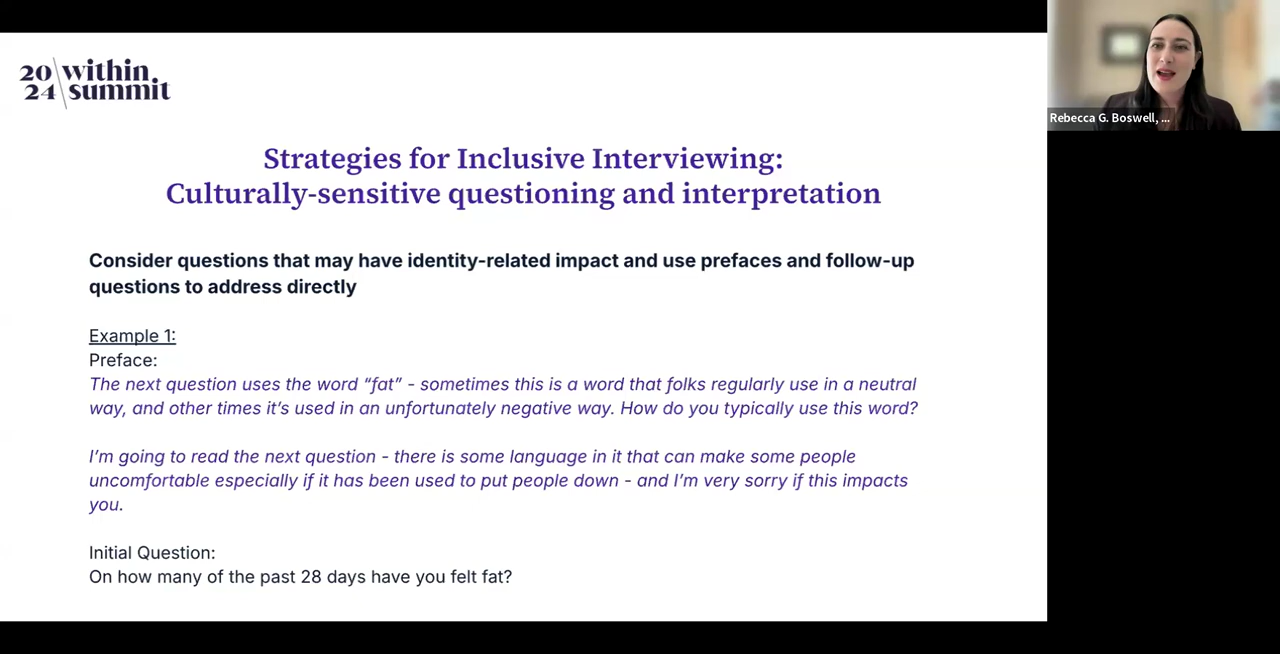 20 within
24 summit
Rebecca G. Boswell, ...
Strategies for Inclusive Interviewing:
Culturally-sensitive questioning and interpretation
Consider questions that may have identity-related impact and use prefaces and follow-up
questions to address directly
Example 1:
Preface:
The next question uses the word “fat” - sometimes this is a word that folks regularly use in a neutral
way, and other times it’s used in an unfortunately negative way. How do you typically use this word?
I’m going to read the next question - there is some language in it that can make some people
uncomfortable especially if it has been used to put people down - and I’m very sorry if this impacts
you.
Initial Question:
On how many of the past 28 days have you felt fat?